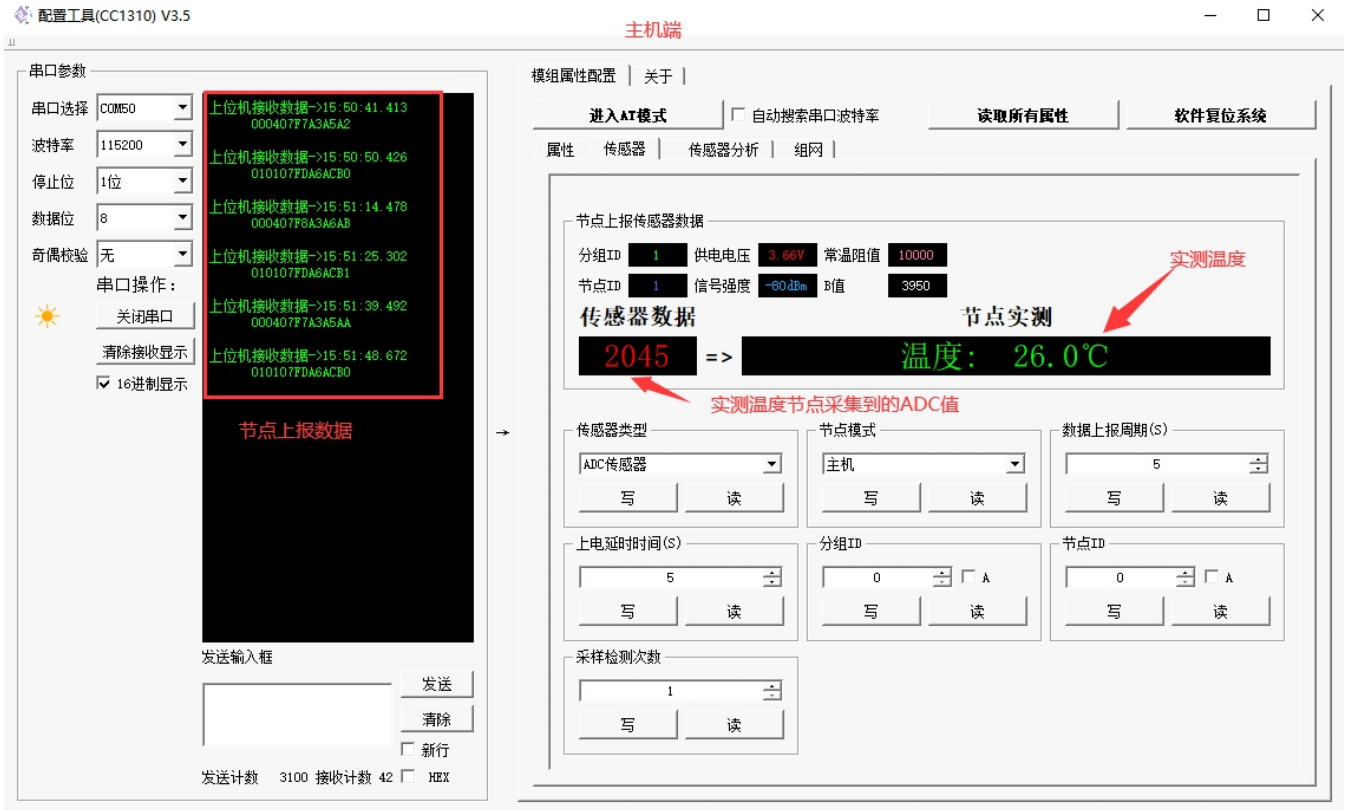 配置工具(CC1310) V3.5
主机端
串口参数
串口选择 COM50
波特率 115200
停止位 1位
数据位 8
奇偶校验 无
串口操作：
关闭串口
清除接收显示
16进制显示
上位机接收数据->15:50:41.413
000407F7A3A5A2
上位机接收数据->15:50:50.426
010107FDA6ACB0
上位机接收数据->15:51:14.478
000407F8A3A6AB
上位机接收数据->15:51:25.302
010107FDA6ACB1
上位机接收数据->15:51:39.492
000407F7A3A5AA
上位机接收数据->15:51:48.672
010107FDA6ACB0
节点上报数据
发送输入框
发送
清除
新行
发送计数 3100 接收计数 42 HEX
→
模组属性配置 关于
进入AT模式 自动搜索串口波特率 读取所有属性 软件复位系统
属性 传感器 传感器分析 组网
节点上报传感器数据
分组ID 1 供电电压 3.66V 常温阻值 10000
节点ID 1 信号强度 -80dBm B值 3950
实测温度
传感器数据 节点实测
2045 => 温度： 26.0℃
实测温度节点采集到的ADC值
传感器类型 节点模式 数据上报周期(S)
ADC传感器 主机 5
写 读 写 读 写 读
上电延时时间(S) 分组ID 节点ID
5 0 A 0 A
写 读 写 读 写 读
采样检测次数
1
写 读